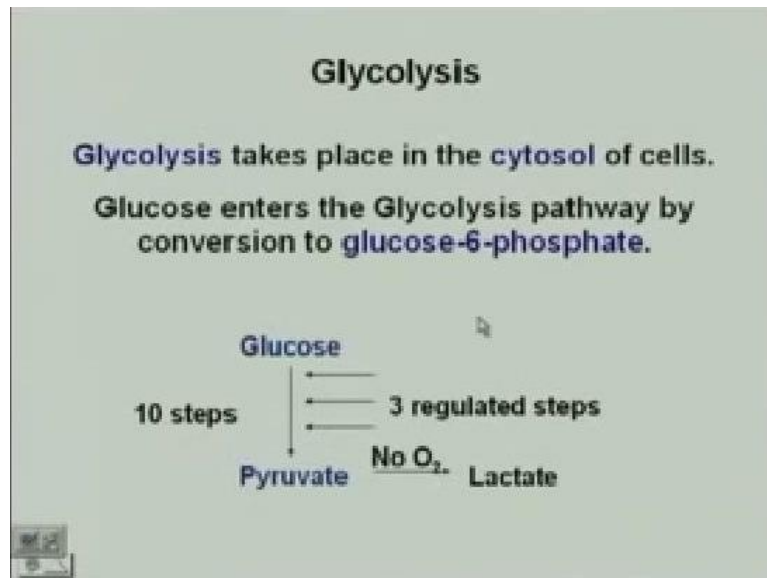 Glycolysis
Glycolysis takes place in the cytosol of cells.
Glucose enters the Glycolysis pathway by
conversion to glucose-6-phosphate.
Glucose
10 steps
3 regulated steps
No O₂
Pyruvate
Lactate